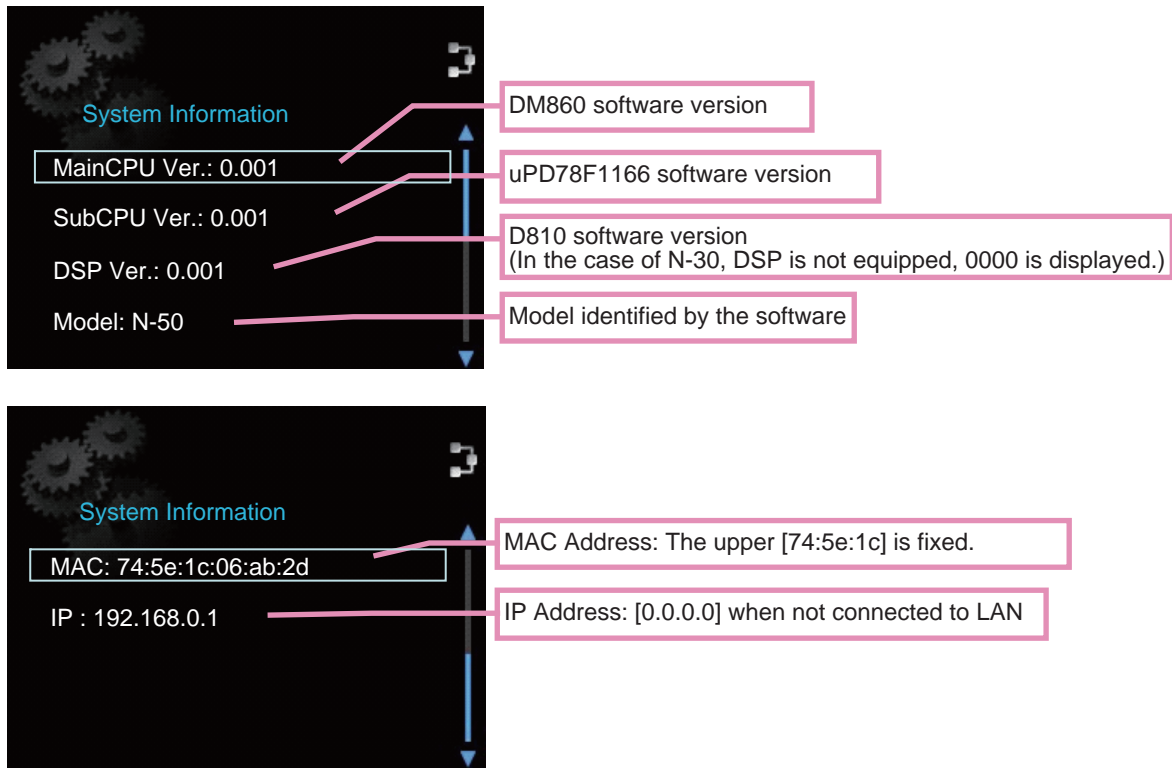 System Information
MainCPU Ver.: 0.001
SubCPU Ver.: 0.001
DSP Ver.: 0.001
Model: N-50
DM860 software version
uPD78F1166 software version
D810 software version
(In the case of N-30, DSP is not equipped, 0000 is displayed.)
Model identified by the software
System Information
MAC: 74:5e:1c:06:ab:2d
IP : 192.168.0.1
MAC Address: The upper [74:5e:1c] is fixed.
IP Address: [0.0.0.0] when not connected to LAN